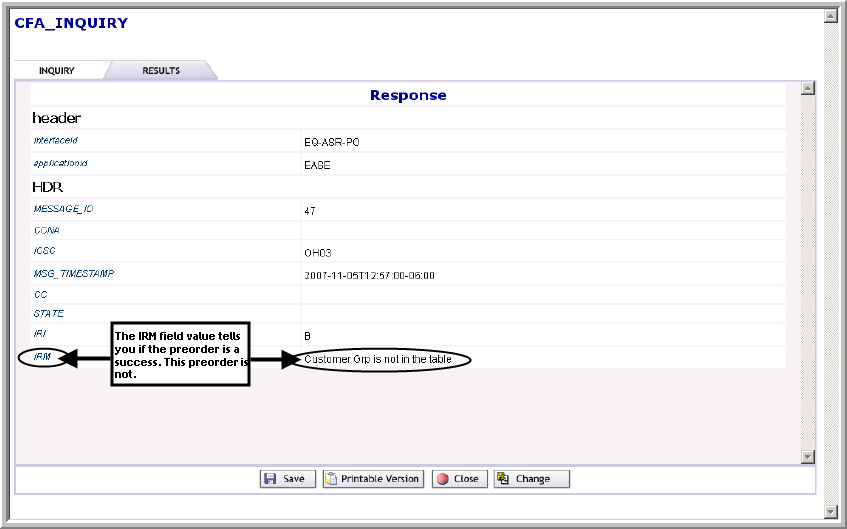 CFA_INQUIRY
INQUIRY RESULTS
Response
header
interfaceId EQ-ASR-PO
applicationId EASE
HDR
MESSAGE_ID 47
CCNA
ICSC OH03
MSG_TIMESTAMP 2007-11-05T12:57:00-06:00
CC
STATE
IRI B
IRM Customer Grp is not in the table
The IRM field value tells
you if the preorder is a
success. This preorder is
not.
Save Printable Version Close Change